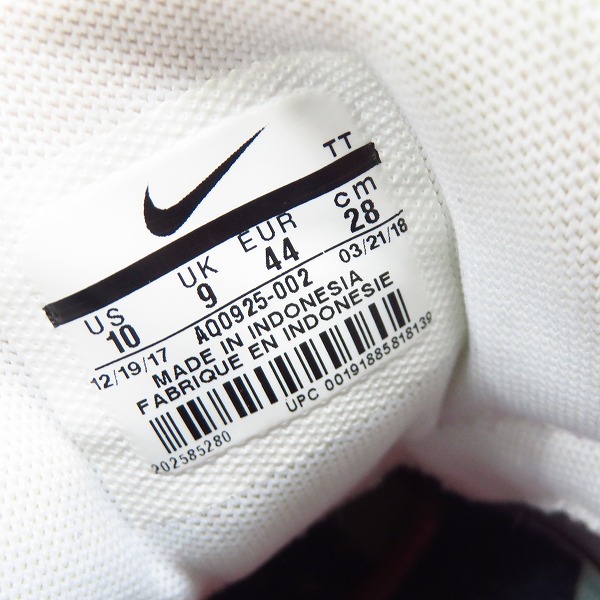 TT
US UK EUR cm
10 9 44 28
12/19/17 AO0925-002 03/21/18
MADE IN INDONESIA
FABRIQUE EN INDONESIE
UPC 00191885818139
202585280